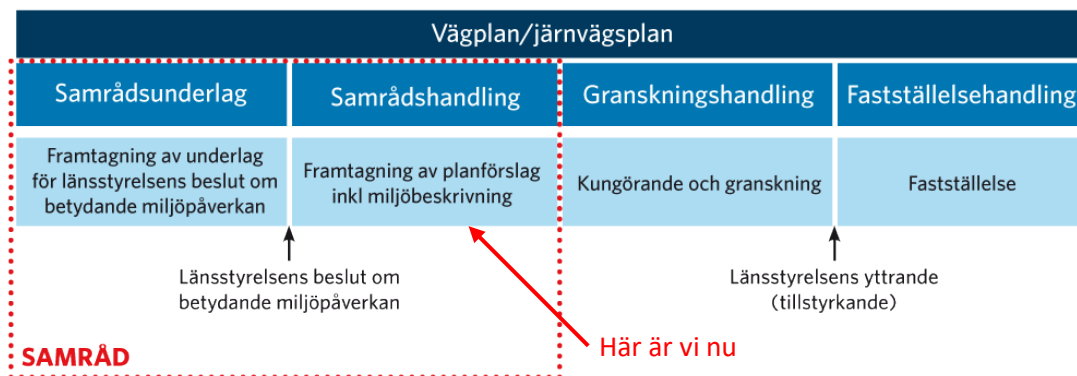 Vägplan/järnvägsplan
Samrådsunderlag
Samrådshandling
Granskningshandling
Fastställelsehandling
Framtagning av underlag
för länsstyrelsens beslut om
betydande miljöpåverkan
Framtagning av planförslag
inkl miljöbeskrivning
Kungörande och granskning
Fastställelse
Länsstyrelsens beslut om
betydande miljöpåverkan
Länsstyrelsens yttrande
(tillstyrkande)
Här är vi nu
SAMRÅD